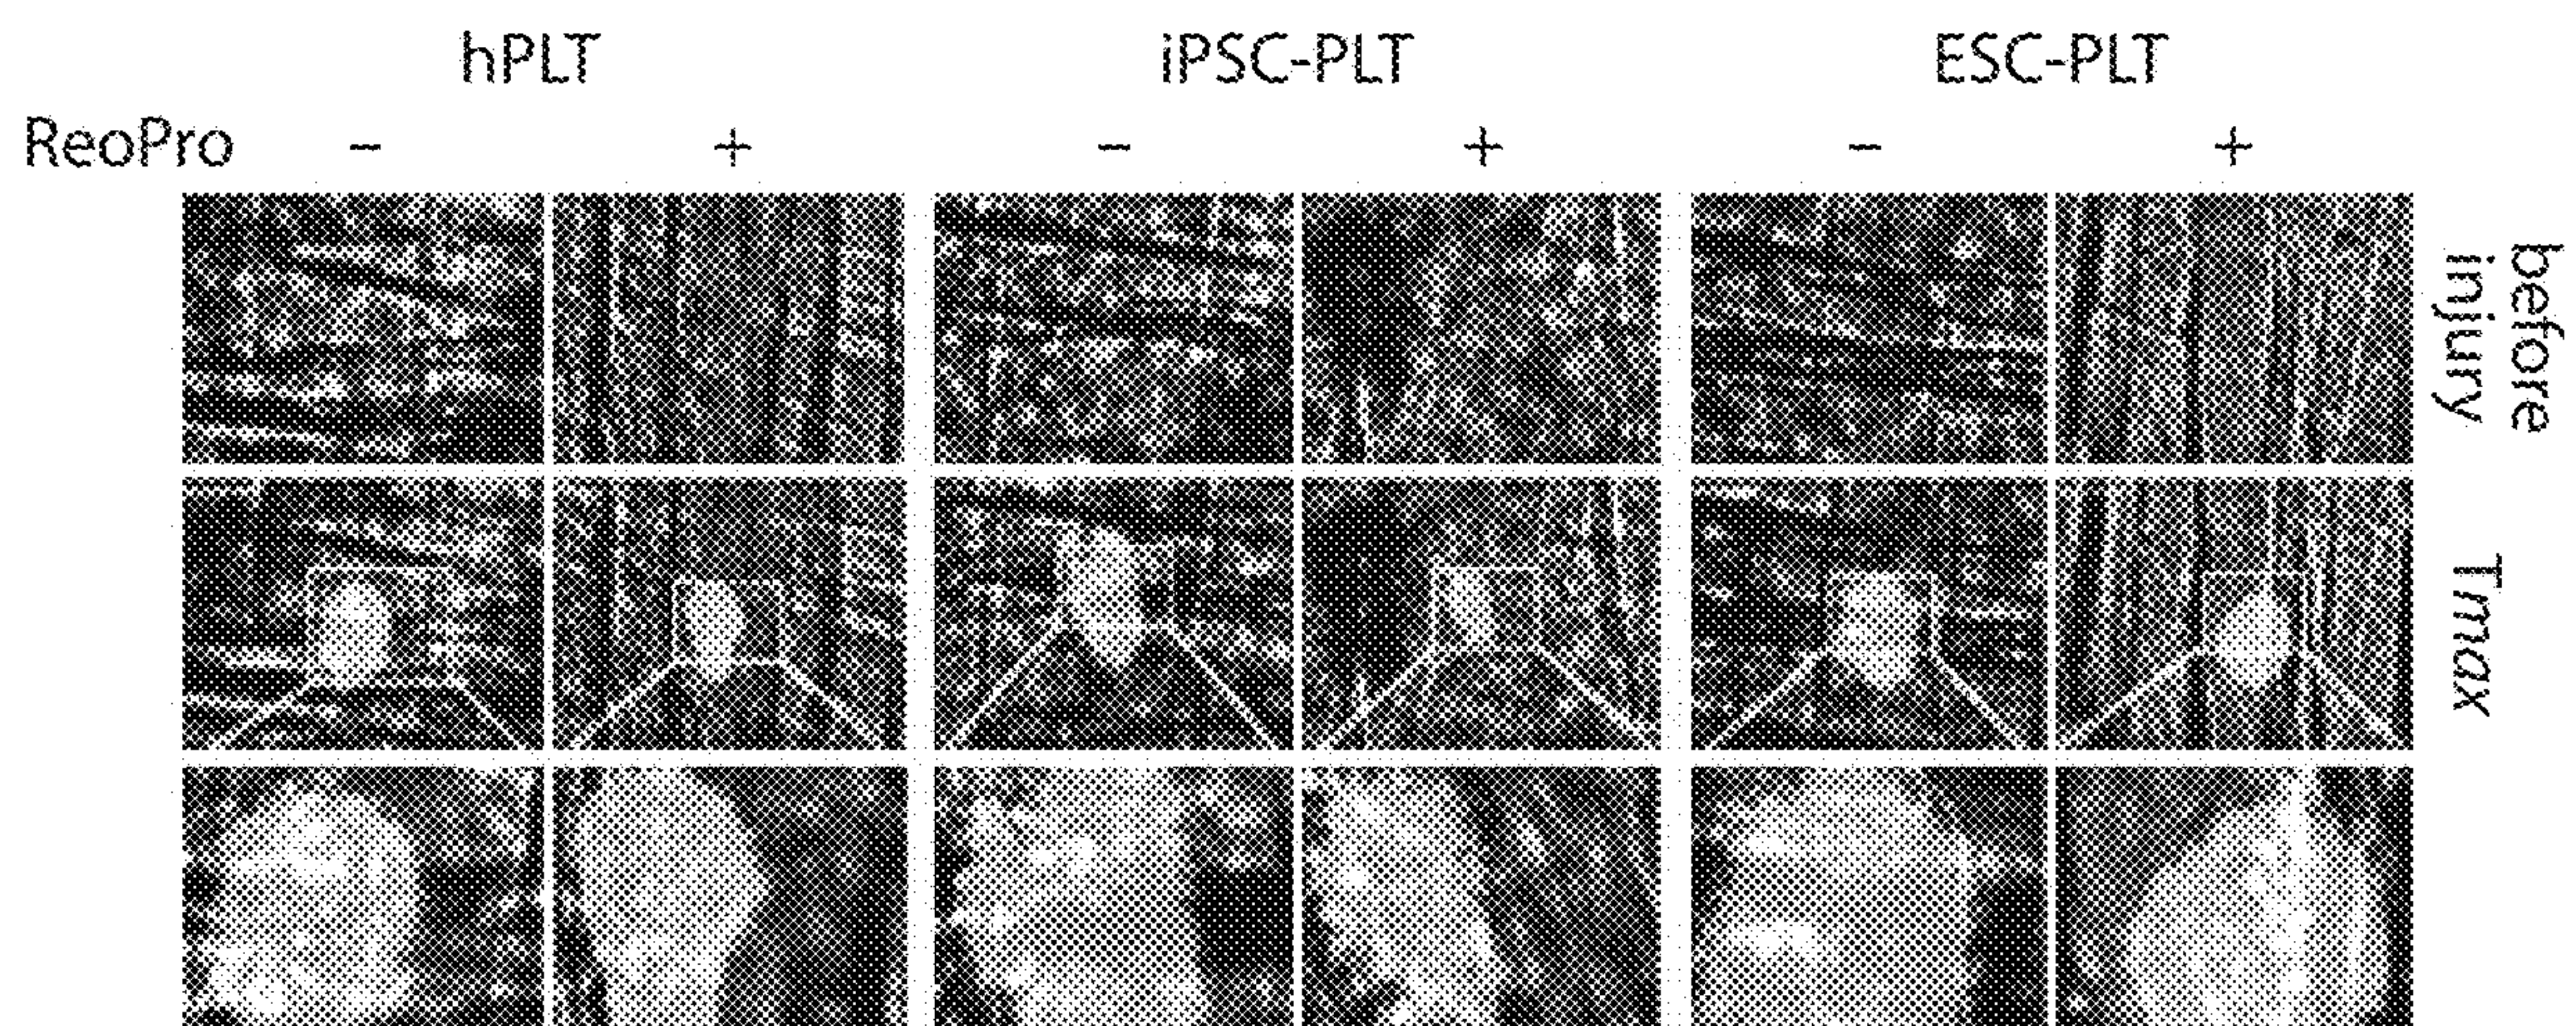 hPLT iPSC-PLT ESC-PLT
ReoPro - + - + - +
before
injury
Tmax